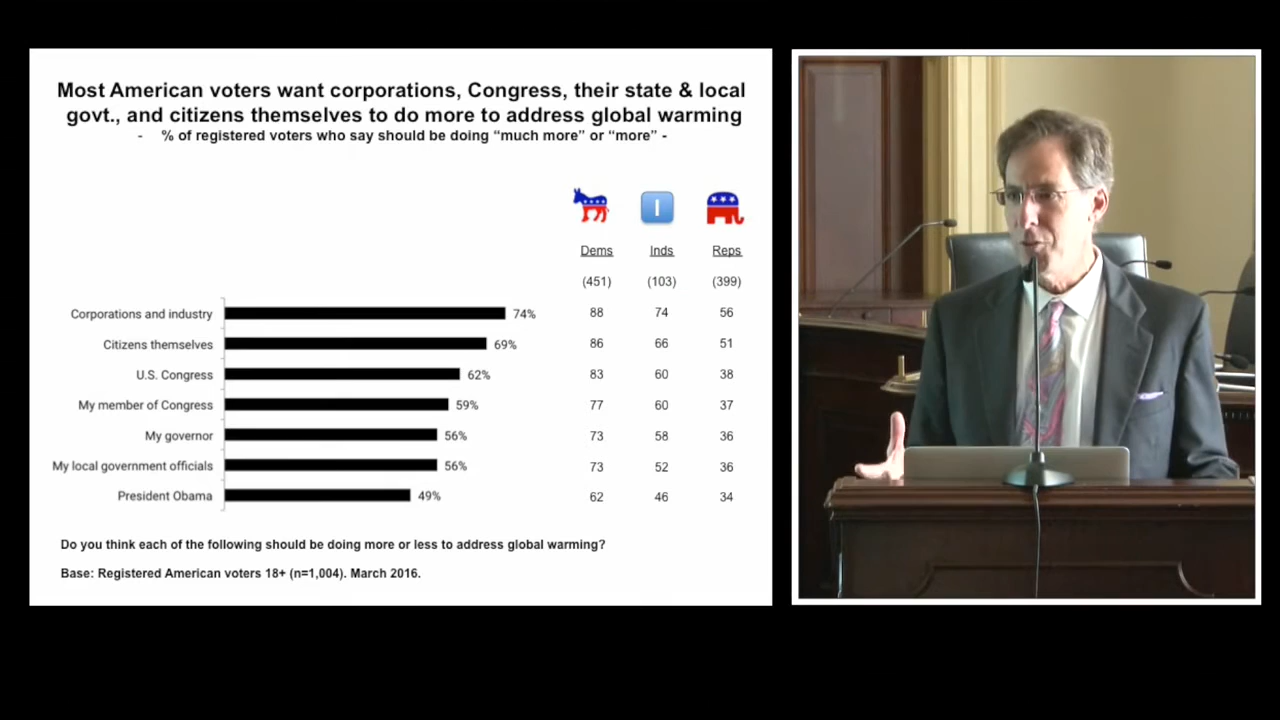 Most American voters want corporations, Congress, their state & local
govt., and citizens themselves to do more to address global warming
- % of registered voters who say should be doing “much more” or “more” -
I
Dems Inds Reps
(451) (103) (399)
Corporations and industry 74% 88 74 56
Citizens themselves 69% 86 66 51
U.S. Congress 62% 83 60 38
My member of Congress 59% 77 60 37
My governor 56% 73 58 36
My local government officials 56% 73 52 36
President Obama 49% 62 46 34
Do you think each of the following should be doing more or less to address global warming?
Base: Registered American voters 18+ (n=1,004). March 2016.